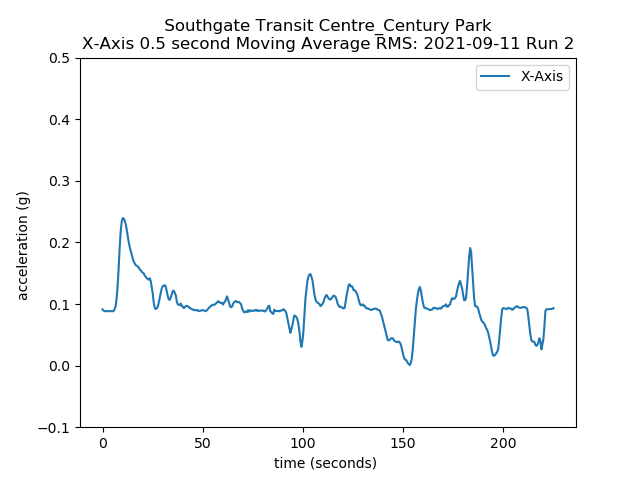 Southgate Transit Centre_Century Park
X-Axis 0.5 second Moving Average RMS: 2021-09-11 Run 2
X-Axis
0.5
0.4
0.3
0.2
0.1
0.0
−0.1
acceleration (g)
0 50 100 150 200
time (seconds)